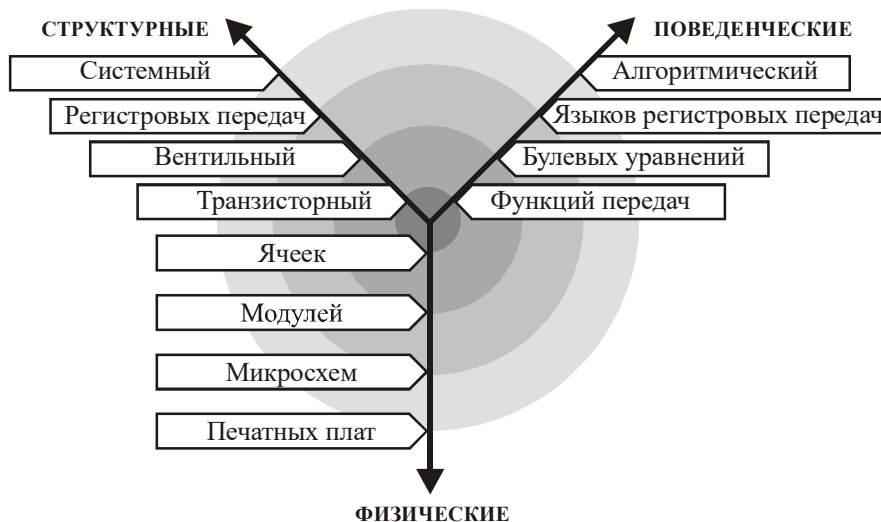 СТРУКТУРНЫЕ
ПОВЕДЕНЧЕСКИЕ
Системный
Алгоритмический
Регистровых передач
Языков регистровых передач
Вентильный
Булевых уравнений
Транзисторный
Функций передач
Ячеек
Модулей
Микросхем
Печатных плат
ФИЗИЧЕСКИЕ